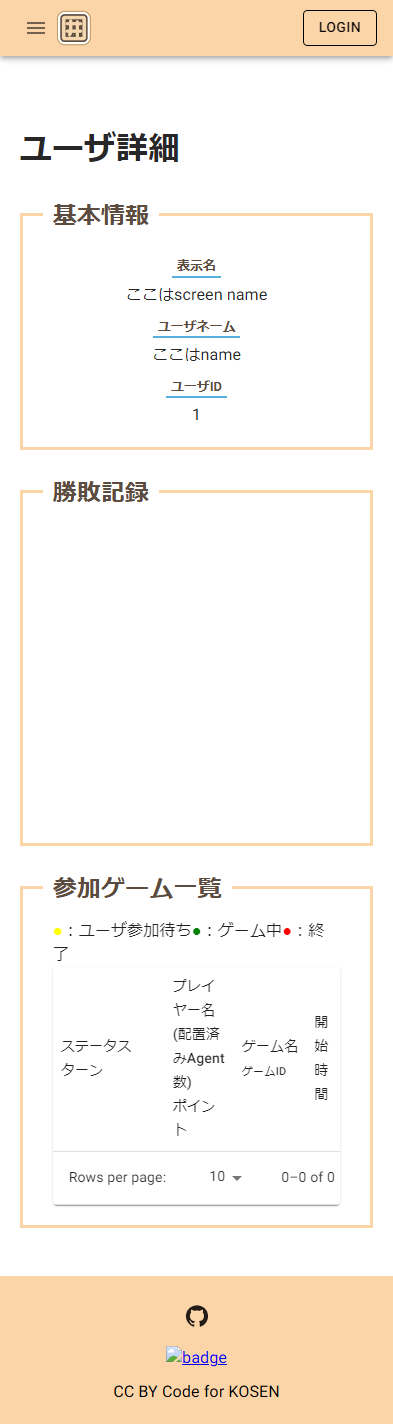 LOGIN
ユーザ詳細
基本情報
表示名
ここはscreen name
ユーザネーム
ここはname
ユーザID
1
勝敗記録
参加ゲーム一覧
●：ユーザ参加待ち●：ゲーム中●：終
了
ステータス
ターン
プレイ
ヤー名
(配置済
みAgent
数)
ポイン
ト
ゲーム名
ゲームID
開
始
時
間
Rows per page:
10
0–0 of 0
badge
CC BY Code for KOSEN